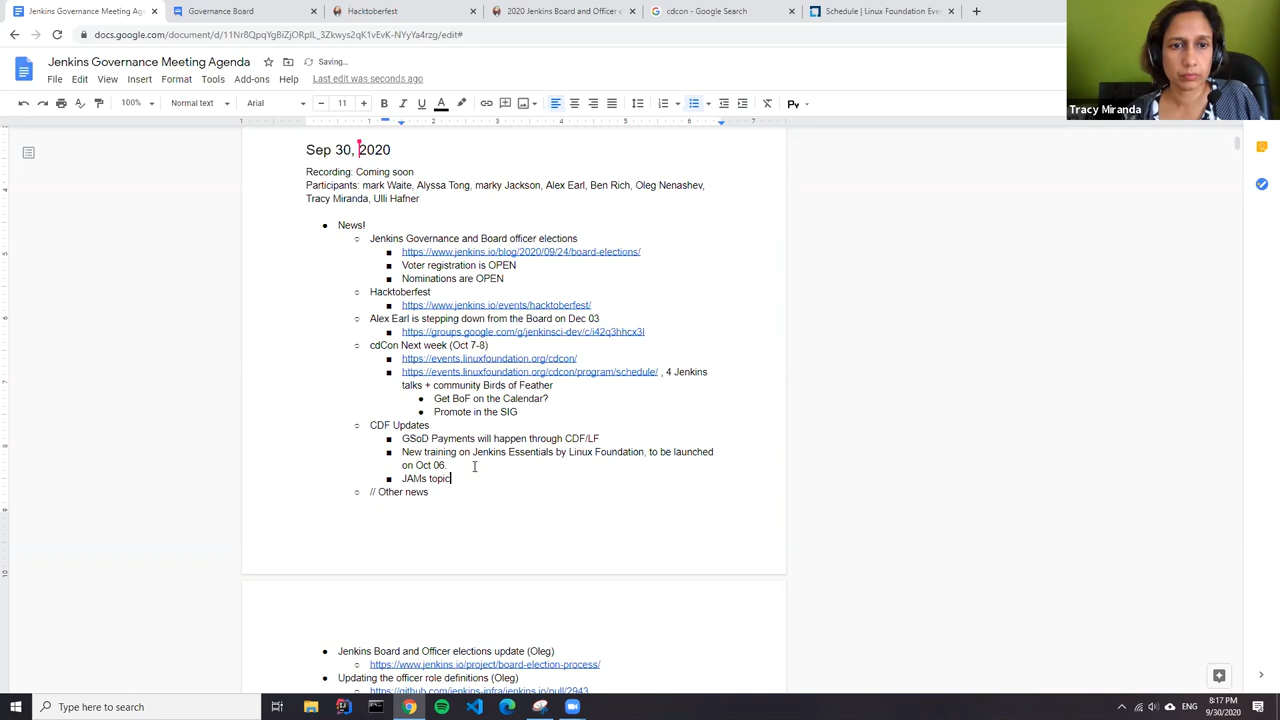 Jenkins Governance Meeting Ag
Governance Board
Hacktoberfest
2020 Jenkins Board and Officer e
cdcon - Google Search
Schedule | Linux Foundation Eve
docs.google.com/document/d/11Nr8QpqYgBiZjORpIL_3Zkwys2qK1vEvK-NYyYa4rzg/edit#
Jenkins Governance Meeting Agenda
Saving...
File Edit View Insert Format Tools Add-ons Help Last edit was seconds ago
100% Normal text Arial 11
Tracy Miranda
Sep 30, 2020
Recording: Coming soon
Participants: mark Waite, Alyssa Tong, marky Jackson, Alex Earl, Ben Rich, Oleg Nenashev,
Tracy Miranda, Ulli Hafner
● News!
○ Jenkins Governance and Board officer elections
■ https://www.jenkins.io/blog/2020/09/24/board-elections/
■ Voter registration is OPEN
■ Nominations are OPEN
○ Hacktoberfest
■ https://www.jenkins.io/events/hacktoberfest/
○ Alex Earl is stepping down from the Board on Dec 03
■ https://groups.google.com/g/jenkinsci-dev/c/i42q3hhcx3I
○ cdCon Next week (Oct 7-8)
■ https://events.linuxfoundation.org/cdcon/
■ https://events.linuxfoundation.org/cdcon/program/schedule/ , 4 Jenkins
talks + community Birds of Feather
● Get BoF on the Calendar?
● Promote in the SIG
○ CDF Updates
■ GSoD Payments will happen through CDF/LF
■ New training on Jenkins Essentials by Linux Foundation, to be launched
on Oct 06.
■ JAMs topic
○ // Other news
● Jenkins Board and Officer elections update (Oleg)
○ https://www.jenkins.io/project/board-election-process/
● Updating the officer role definitions (Oleg)
○ https://github.com/jenkins-infra/jenkins.io/pull/2943
Type here to search
ENG
8:17 PM
9/30/2020